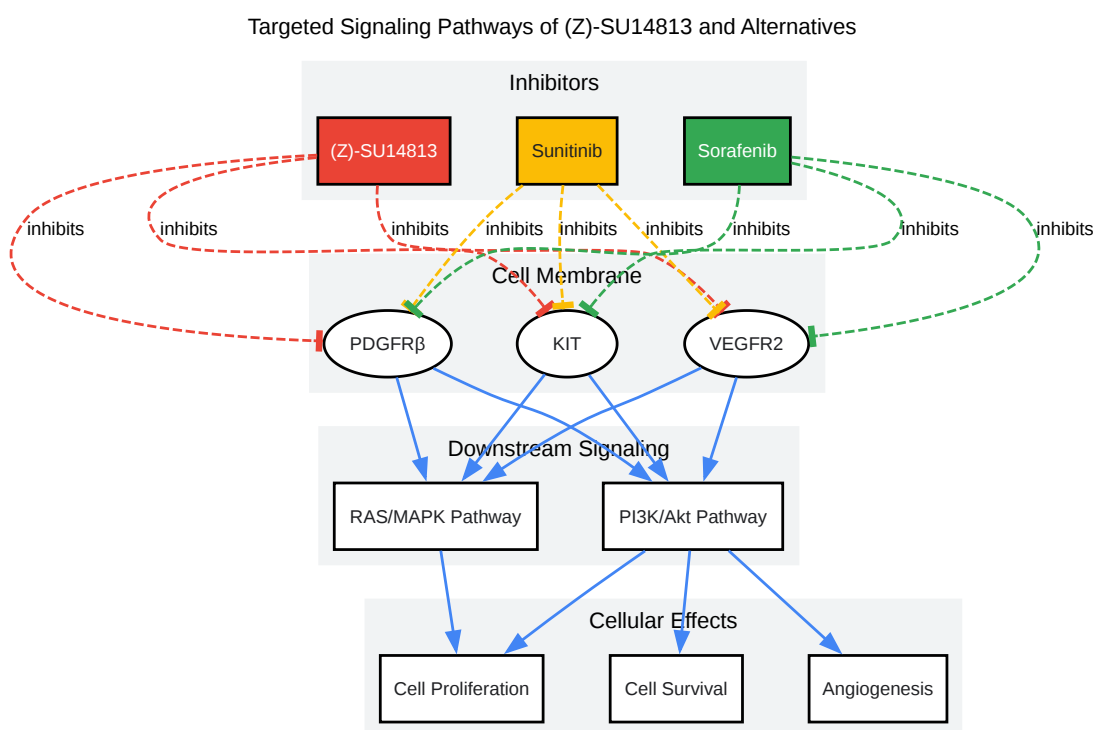 Targeted Signaling Pathways of (Z)-SU14813 and Alternatives
Inhibitors
(Z)-SU14813
Sunitinib
Sorafenib
inhibits
inhibits
inhibits
inhibits
inhibits
inhibits
inhibits
inhibits
inhibits
Cell Membrane
PDGFRβ
KIT
VEGFR2
Downstream Signaling
RAS/MAPK Pathway
PI3K/Akt Pathway
Cellular Effects
Cell Proliferation
Cell Survival
Angiogenesis